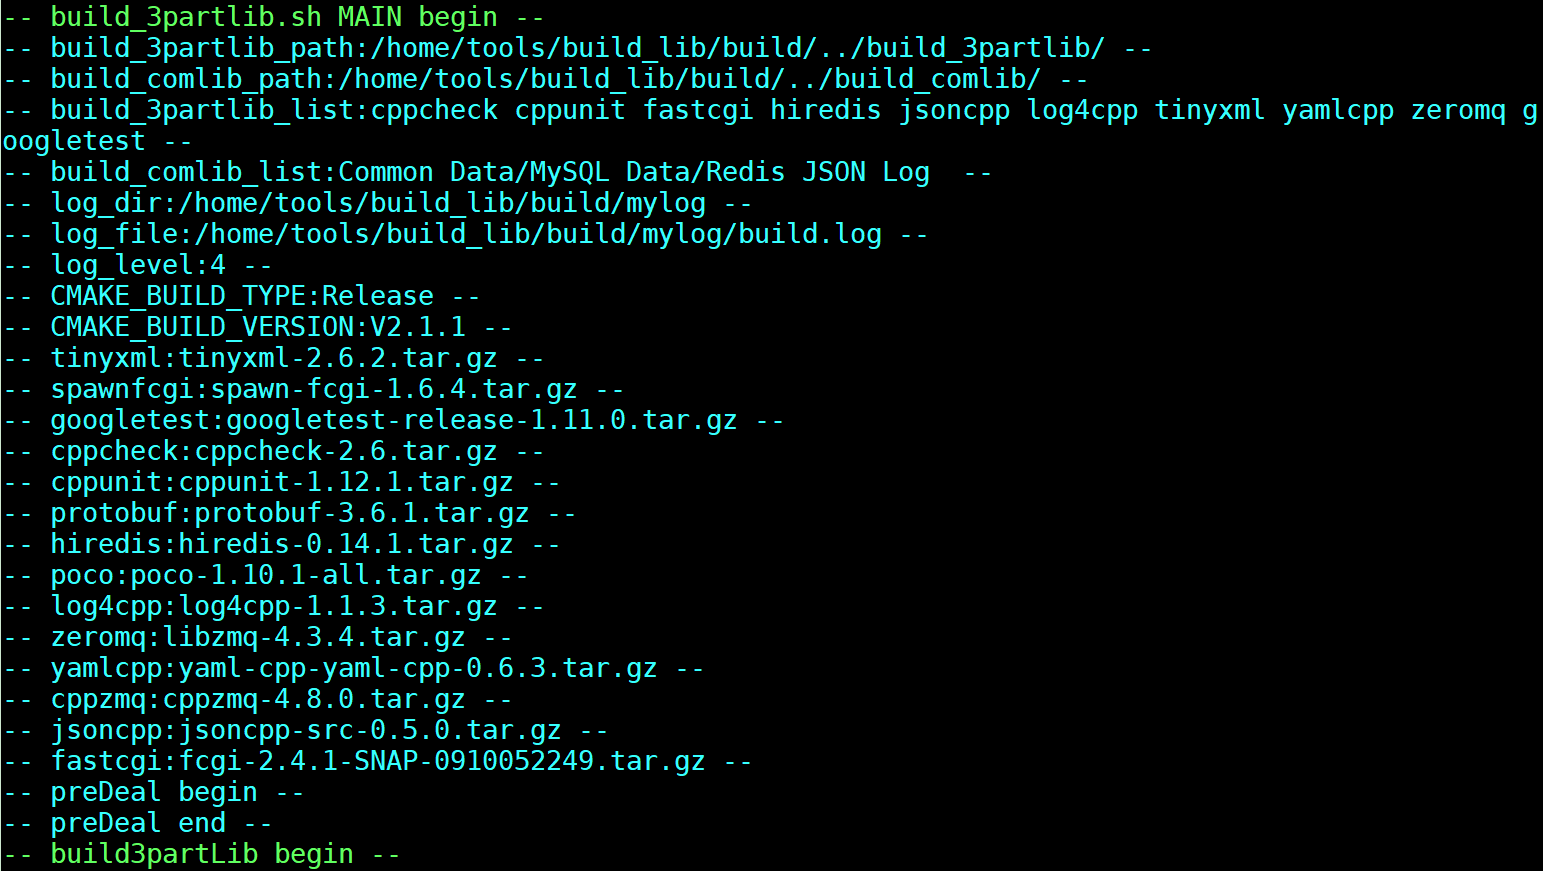 -- build_3partlib.sh MAIN begin --
-- build_3partlib_path:/home/tools/build_lib/build/../build_3partlib/ --
-- build_comlib_path:/home/tools/build_lib/build/../build_comlib/ --
-- build_3partlib_list:cppcheck cppunit fastcgi hiredis jsoncpp log4cpp tinyxml yamlcpp zeromq g
oogletest --
-- build_comlib_list:Common Data/MySQL Data/Redis JSON Log  --
-- log_dir:/home/tools/build_lib/build/mylog --
-- log_file:/home/tools/build_lib/build/mylog/build.log --
-- log_level:4 --
-- CMAKE_BUILD_TYPE:Release --
-- CMAKE_BUILD_VERSION:V2.1.1 --
-- tinyxml:tinyxml-2.6.2.tar.gz --
-- spawnfcgi:spawn-fcgi-1.6.4.tar.gz --
-- googletest:googletest-release-1.11.0.tar.gz --
-- cppcheck:cppcheck-2.6.tar.gz --
-- cppunit:cppunit-1.12.1.tar.gz --
-- protobuf:protobuf-3.6.1.tar.gz --
-- hiredis:hiredis-0.14.1.tar.gz --
-- poco:poco-1.10.1-all.tar.gz --
-- log4cpp:log4cpp-1.1.3.tar.gz --
-- zeromq:libzmq-4.3.4.tar.gz --
-- yamlcpp:yaml-cpp-yaml-cpp-0.6.3.tar.gz --
-- cppzmq:cppzmq-4.8.0.tar.gz --
-- jsoncpp:jsoncpp-src-0.5.0.tar.gz --
-- fastcgi:fcgi-2.4.1-SNAP-0910052249.tar.gz --
-- preDeal begin --
-- preDeal end --
-- build3partLib begin --